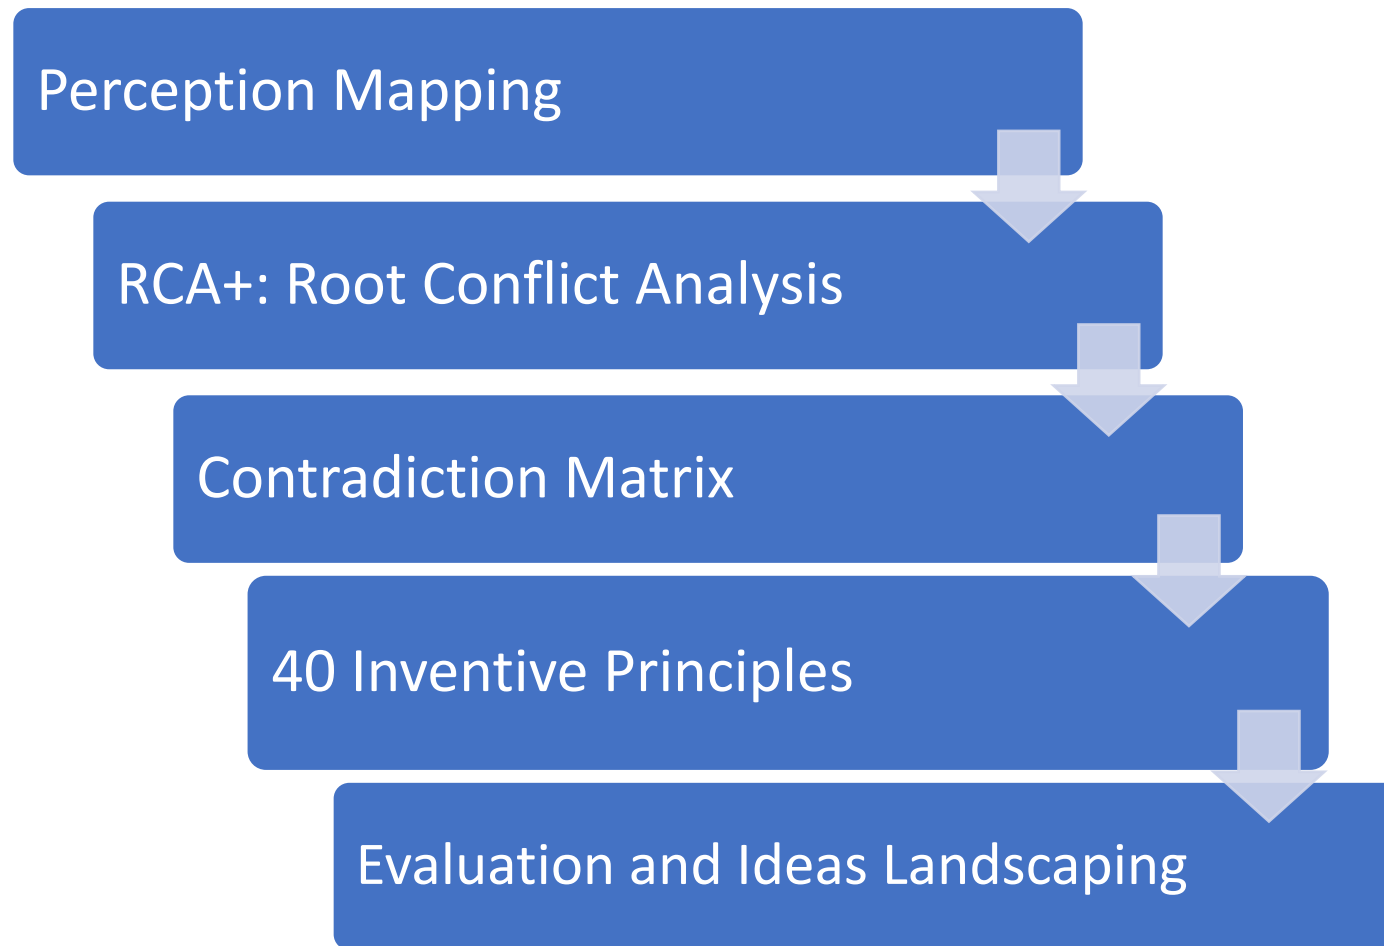 Perception Mapping
RCA+: Root Conflict Analysis
Contradiction Matrix
40 Inventive Principles
Evaluation and Ideas Landscaping